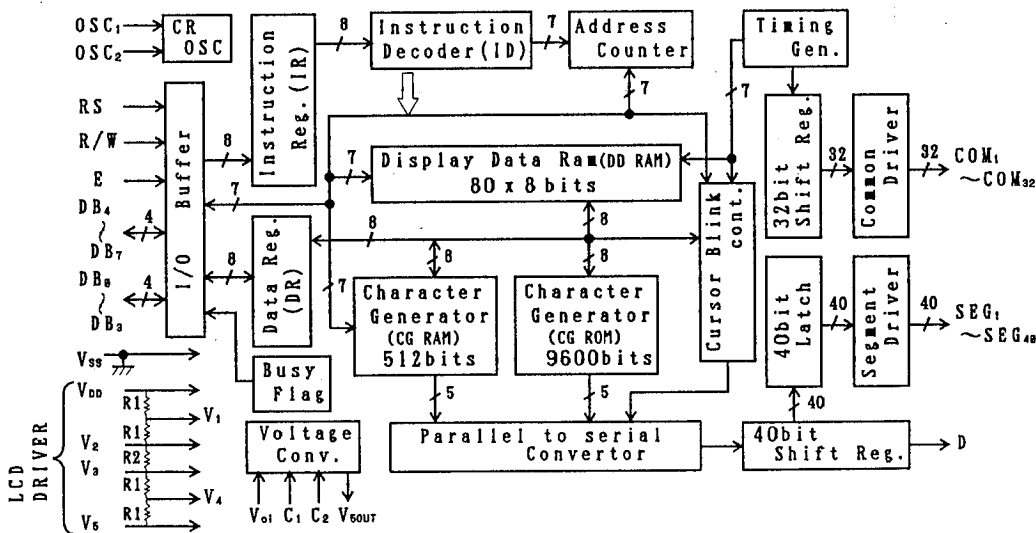 OSC₁
OSC₂
CR
OSC
Instruction
Reg. (IR)
8
Instruction
Decoder(ID)
7
Address
Counter
Timing
Gen.
7
7
RS
R/W
E
DB₄
~
DB₇
4
DB₀
~
DB₃
4
I/O Buffer
8
7
8
Data Reg.
(DR)
7
Display Data Ram(DD RAM)
80 x 8 bits
8
8
8
8
7
Character
Generator
(CG RAM)
512bits
Character
Generator
(CG ROM)
9600bits
Cursor Blink
cont.
32bit
Shift Reg.
32
Common
Driver
32
COM₁
~COM₃₂
40bit
Latch
40
Segment
Driver
40
SEG₁
~SEG₄₀
Busy
Flag
5
5
40
Parallel to serial
Convertor
40bit
Shift Reg.
D
Vss
LCD
DRIVER
VDD
R1
V₁
R1
V₂
R2
V₃
R1
V₄
R1
V₅
Voltage
Conv.
Vci C₁ C₂ V5OUT